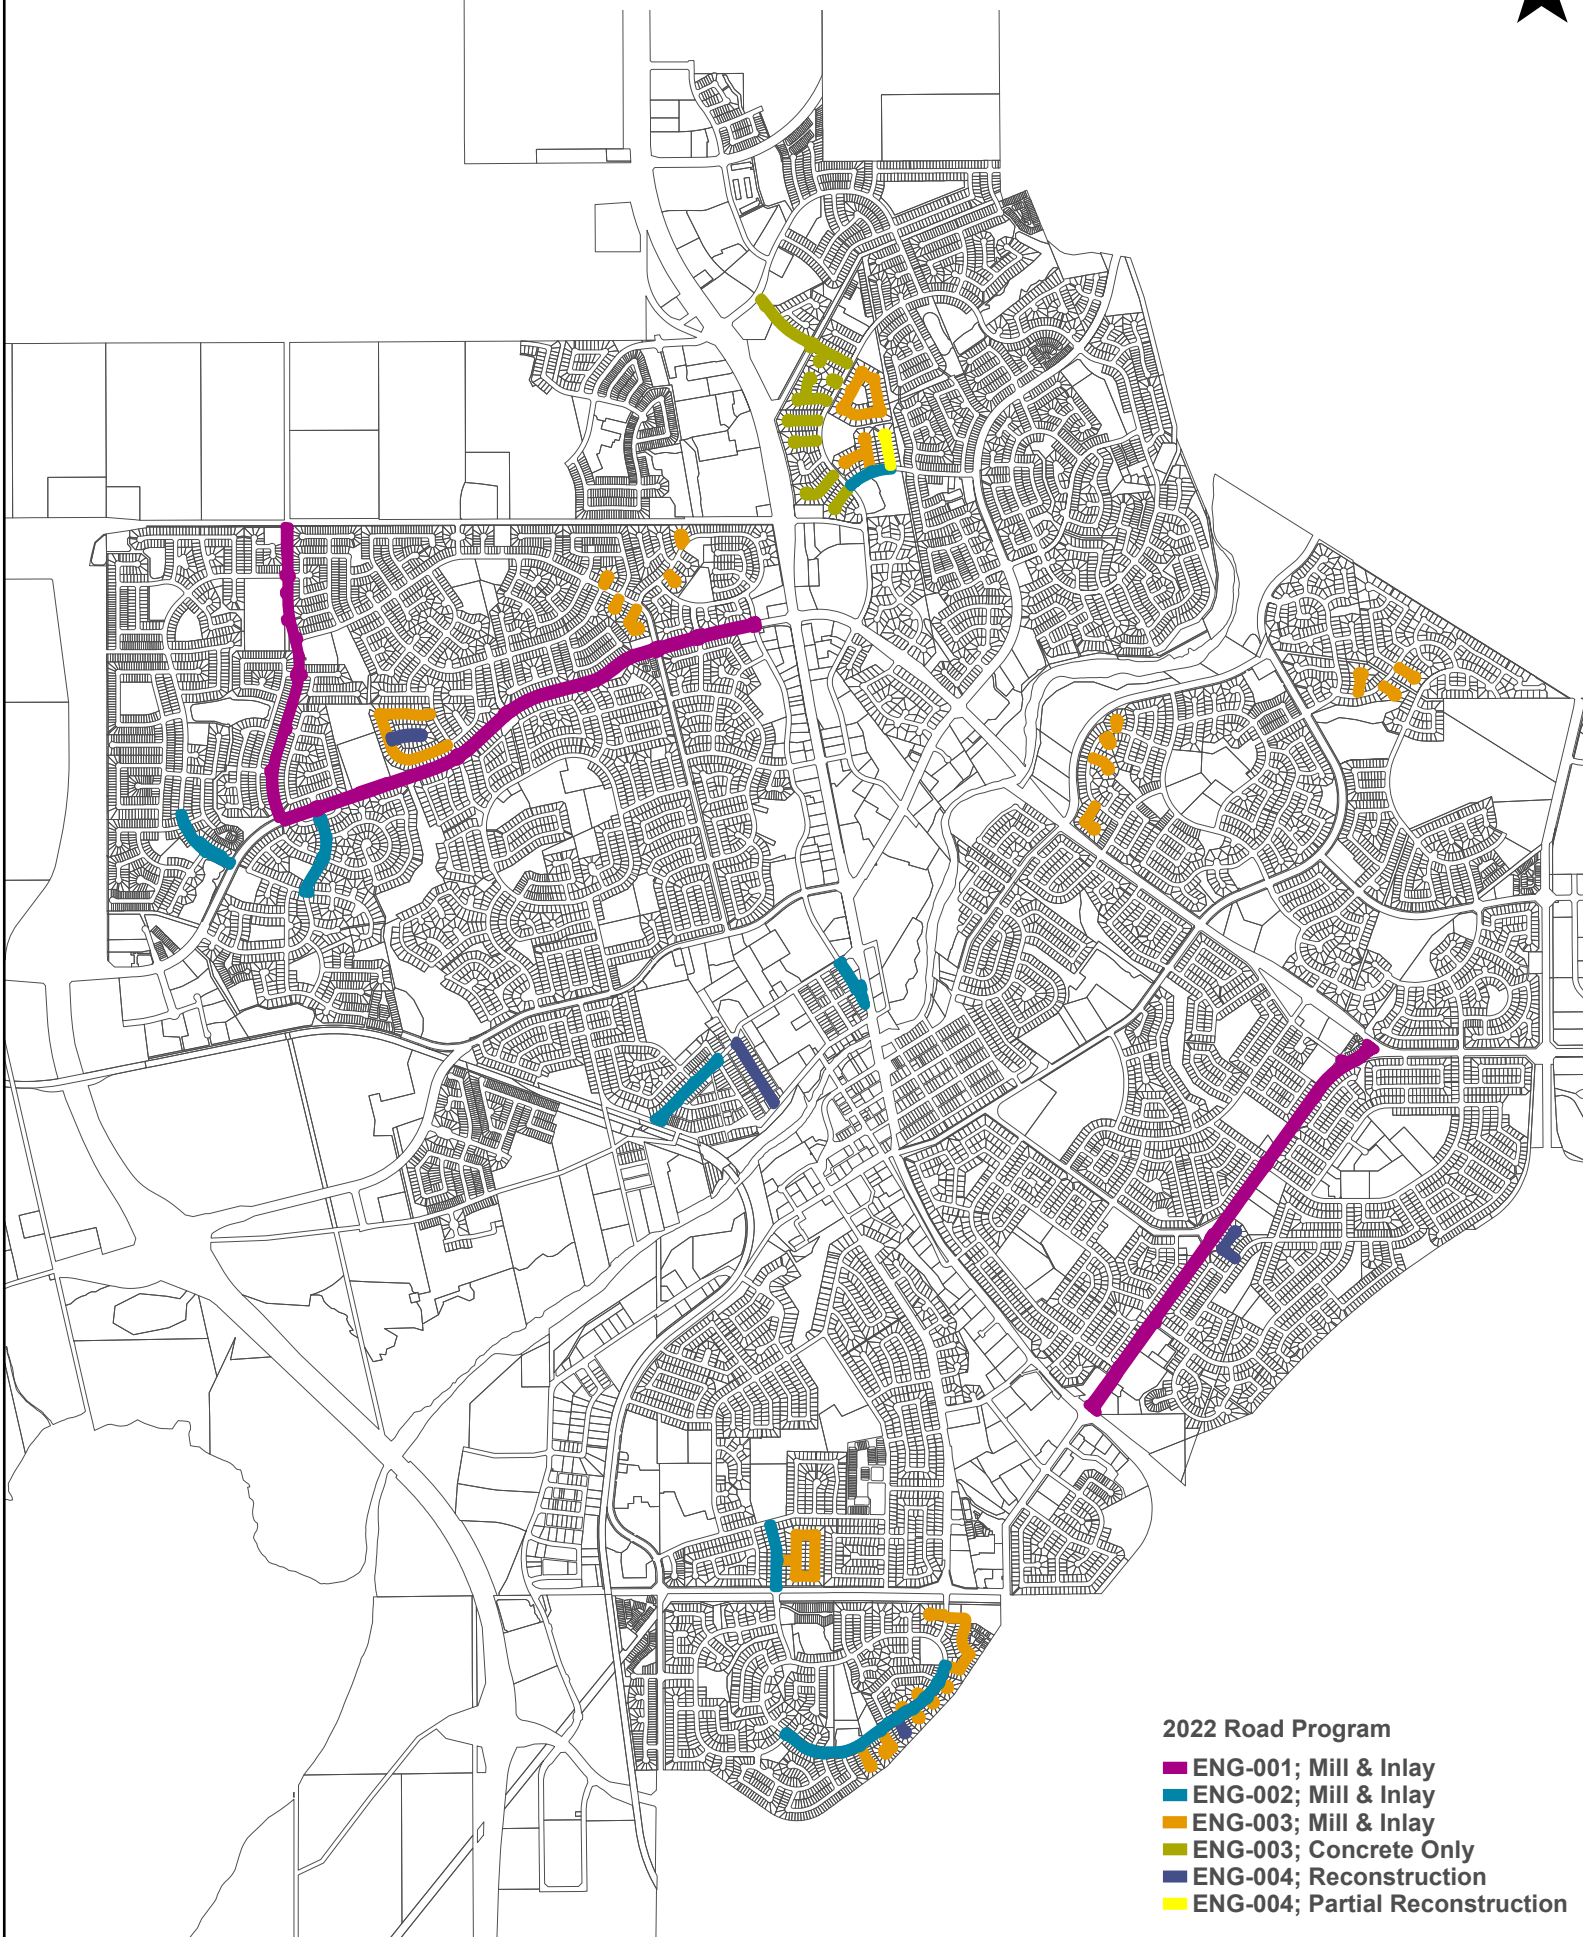 2022 Road Program
ENG-001; Mill & Inlay
ENG-002; Mill & Inlay
ENG-003; Mill & Inlay
ENG-003; Concrete Only
ENG-004; Reconstruction
ENG-004; Partial Reconstruction